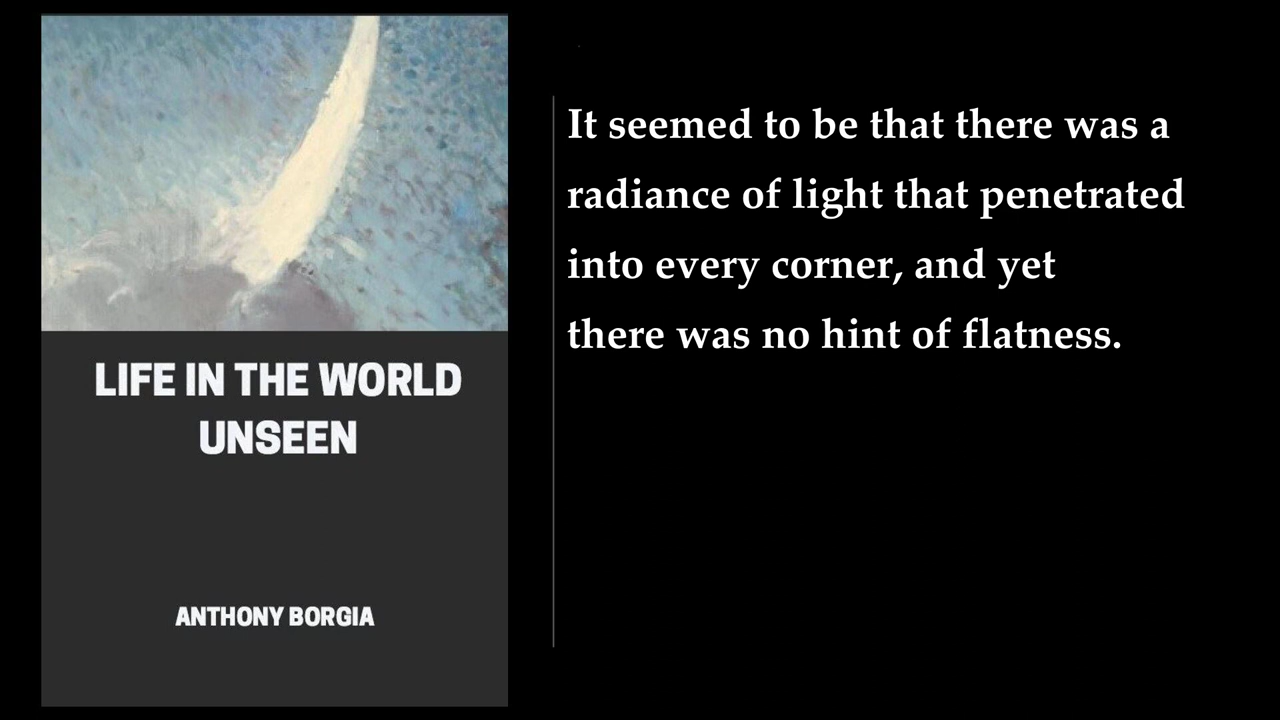 LIFE IN THE WORLD
UNSEEN
ANTHONY BORGIA
It seemed to be that there was a
radiance of light that penetrated
into every corner, and yet
there was no hint of flatness.